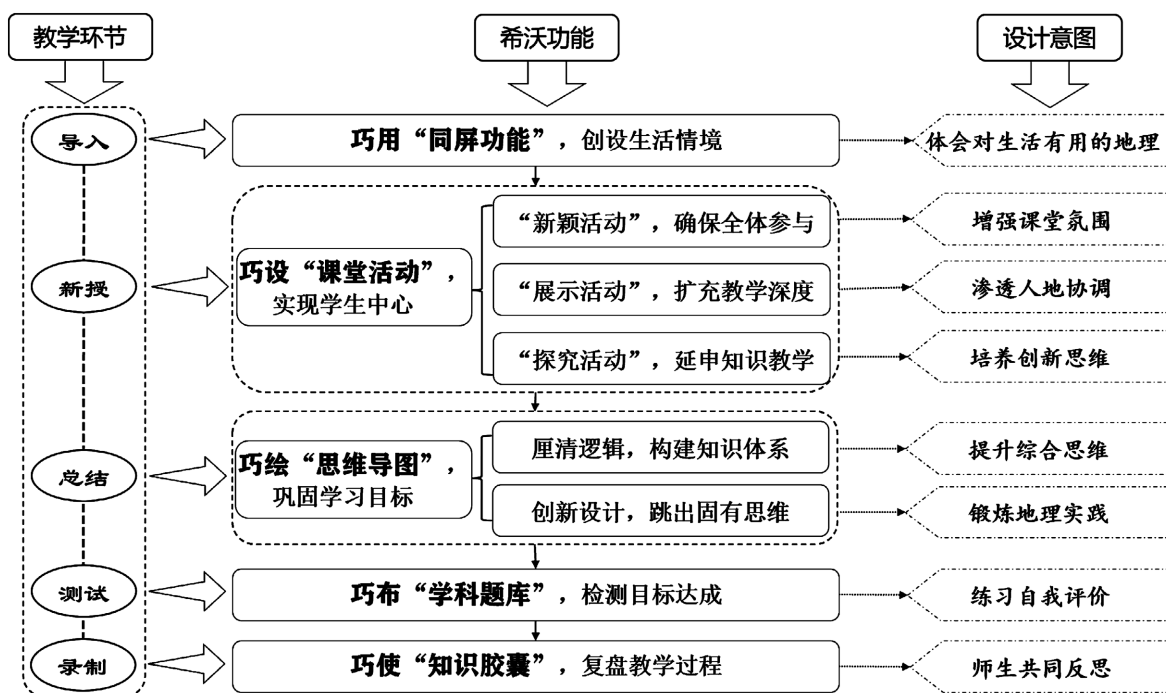 教学环节
希沃功能
设计意图
导入
巧用“同屏功能”，创设生活情境
体会对生活有用的地理
新授
巧设“课堂活动”，
实现学生中心
“新颖活动”，确保全体参与
增强课堂氛围
“展示活动”，扩充教学深度
渗透人地协调
“探究活动”，延申知识教学
培养创新思维
总结
巧绘“思维导图”，
巩固学习目标
厘清逻辑，构建知识体系
提升综合思维
创新设计，跳出固有思维
锻炼地理实践
测试
巧布“学科题库”，检测目标达成
练习自我评价
录制
巧使“知识胶囊”，复盘教学过程
师生共同反思